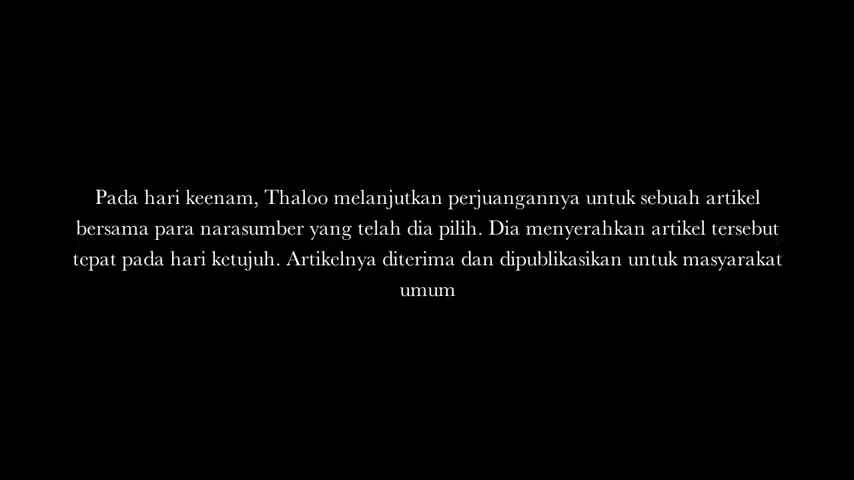 Pada hari keenam, Thaloo melanjutkan perjuangannya untuk sebuah artikel
bersama para narasumber yang telah dia pilih. Dia menyerahkan artikel tersebut
tepat pada hari ketujuh. Artikelnya diterima dan dipublikasikan untuk masyarakat
umum